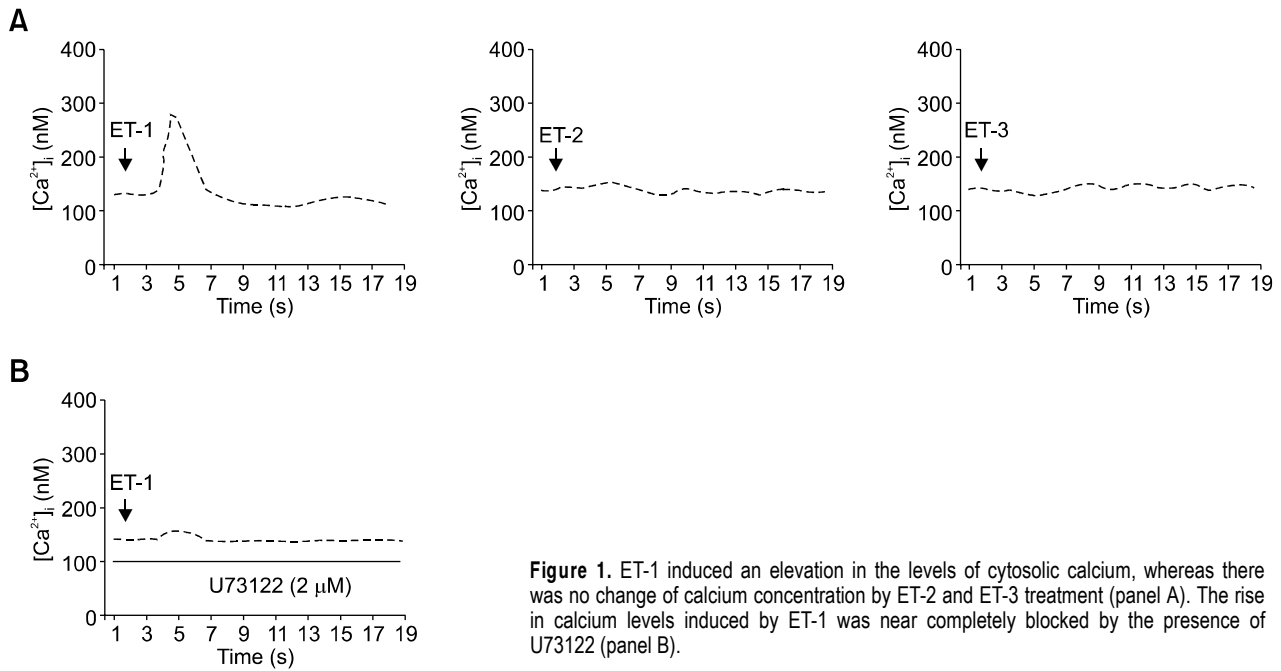 A
400
300
200
100
0
[Ca²⁺]ᵢ (nM)
ET-1
1 3 5 7 9 11 13 15 17 19
Time (s)
400
300
200
100
0
[Ca²⁺]ᵢ (nM)
ET-2
1 3 5 7 9 11 13 15 17 19
Time (s)
400
300
200
100
0
[Ca²⁺]ᵢ (nM)
ET-3
1 3 5 7 9 11 13 15 17 19
Time (s)
B
400
300
200
100
0
[Ca²⁺]ᵢ (nM)
ET-1
U73122 (2 μM)
1 3 5 7 9 11 13 15 17 19
Time (s)
Figure 1. ET-1 induced an elevation in the levels of cytosolic calcium, whereas there
was no change of calcium concentration by ET-2 and ET-3 treatment (panel A). The rise
in calcium levels induced by ET-1 was near completely blocked by the presence of
U73122 (panel B).